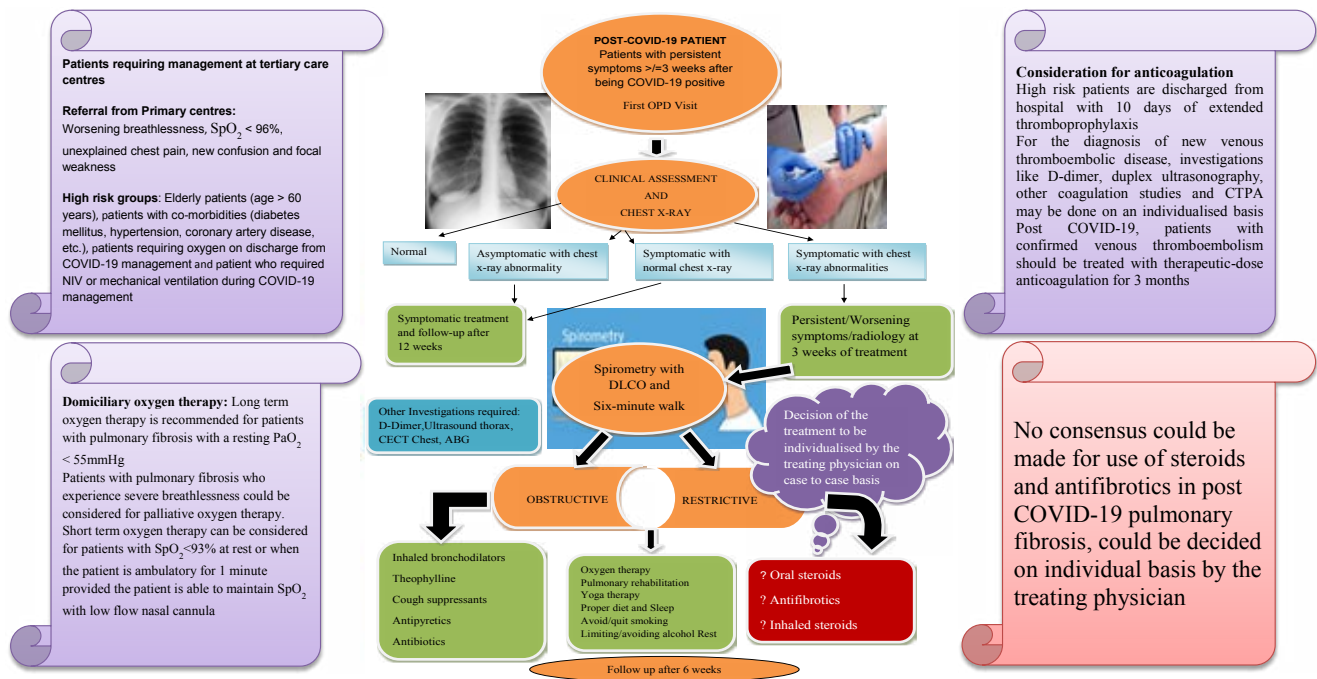 Patients requiring management at tertiary care
centres
Referral from Primary centres:
Worsening breathlessness, SpO2 < 96%,
unexplained chest pain, new confusion and focal
weakness
High risk groups: Elderly patients (age > 60
years), patients with co-morbidities (diabetes
mellitus, hypertension, coronary artery disease,
etc.), patients requiring oxygen on discharge from
COVID-19 management and patient who required
NIV or mechanical ventilation during COVID-19
management
Domiciliary oxygen therapy: Long term
oxygen therapy is recommended for patients
with pulmonary fibrosis with a resting PaO2
< 55mmHg
Patients with pulmonary fibrosis who
experience severe breathlessness could be
considered for palliative oxygen therapy.
Short term oxygen therapy can be considered
for patients with SpO2<93% at rest or when
the patient is ambulatory for 1 minute
provided the patient is able to maintain SpO2
with low flow nasal cannula
POST-COVID-19 PATIENT
Patients with persistent
symptoms >/=3 weeks after
being COVID-19 positive
First OPD Visit
CLINICAL ASSESSMENT
AND
CHEST X-RAY
Normal
Asymptomatic with chest
x-ray abnormality
Symptomatic with
normal chest x-ray
Symptomatic with chest
x-ray abnormalities
Symptomatic treatment
and follow-up after
12 weeks
Persistent/Worsening
symptoms/radiology at
3 weeks of treatment
Spirometry
Spirometry with
DLCO and
Six-minute walk
Other Investigations required:
D-Dimer,Ultrasound thorax,
CECT Chest, ABG
Decision of the
treatment to be
individualised by the
treating physician on
case to case basis
OBSTRUCTIVE
RESTRICTIVE
Inhaled bronchodilators
Theophylline
Cough suppressants
Antipyretics
Antibiotics
Oxygen therapy
Pulmonary rehabilitation
Yoga therapy
Proper diet and Sleep
Avoid/quit smoking
Limiting/avoiding alcohol Rest
? Oral steroids
? Antifibrotics
? Inhaled steroids
Follow up after 6 weeks
Consideration for anticoagulation
High risk patients are discharged from
hospital with 10 days of extended
thromboprophylaxis
For the diagnosis of new venous
thromboembolic disease, investigations
like D-dimer, duplex ultrasonography,
other coagulation studies and CTPA
may be done on an individualised basis
Post COVID-19, patients with
confirmed venous thromboembolism
should be treated with therapeutic-dose
anticoagulation for 3 months
No consensus could be
made for use of steroids
and antifibrotics in post
COVID-19 pulmonary
fibrosis, could be decided
on individual basis by the
treating physician